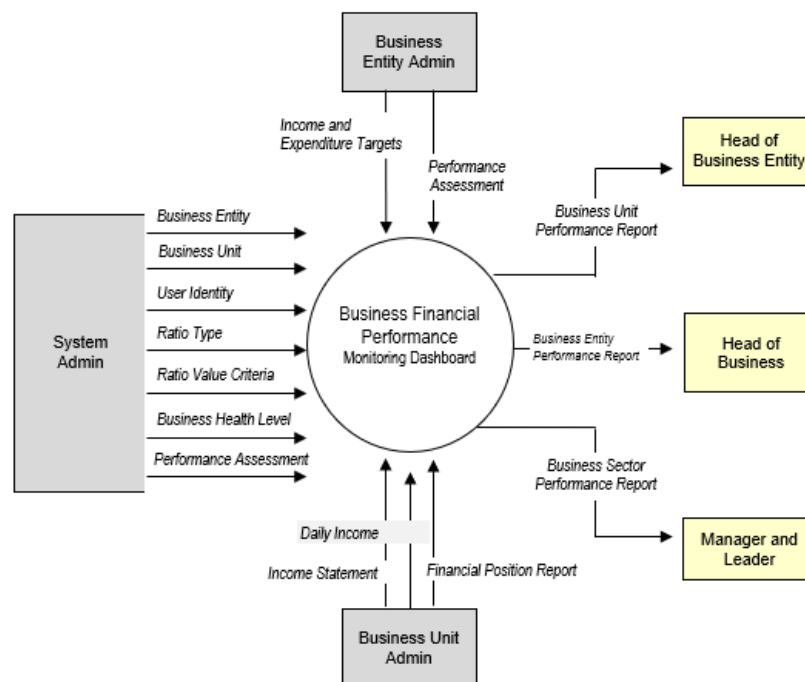 Business
Entity Admin
Income and
Expenditure Targets
Performance
Assessment
Head of
Business Entity
Business Unit
Performance Report
System
Admin
Business Entity
Business Unit
User Identity
Ratio Type
Ratio Value Criteria
Business Health Level
Performance Assessment
Business Financial
Performance
Monitoring Dashboard
Business Entity
Performance Report
Head of
Business
Business Sector
Performance Report
Manager and
Leader
Daily Income
Income Statement
Financial Position Report
Business Unit
Admin